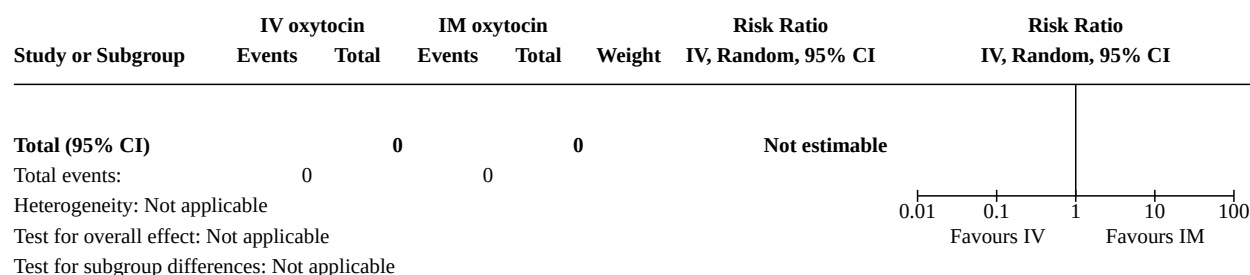 IV oxytocin IM oxytocin Risk Ratio Risk Ratio
Study or Subgroup Events Total Events Total Weight IV, Random, 95% CI IV, Random, 95% CI
Total (95% CI) 0 0 Not estimable
Total events: 0 0
Heterogeneity: Not applicable
0.01 0.1 1 10 100
Test for overall effect: Not applicable Favours IV Favours IM
Test for subgroup differences: Not applicable